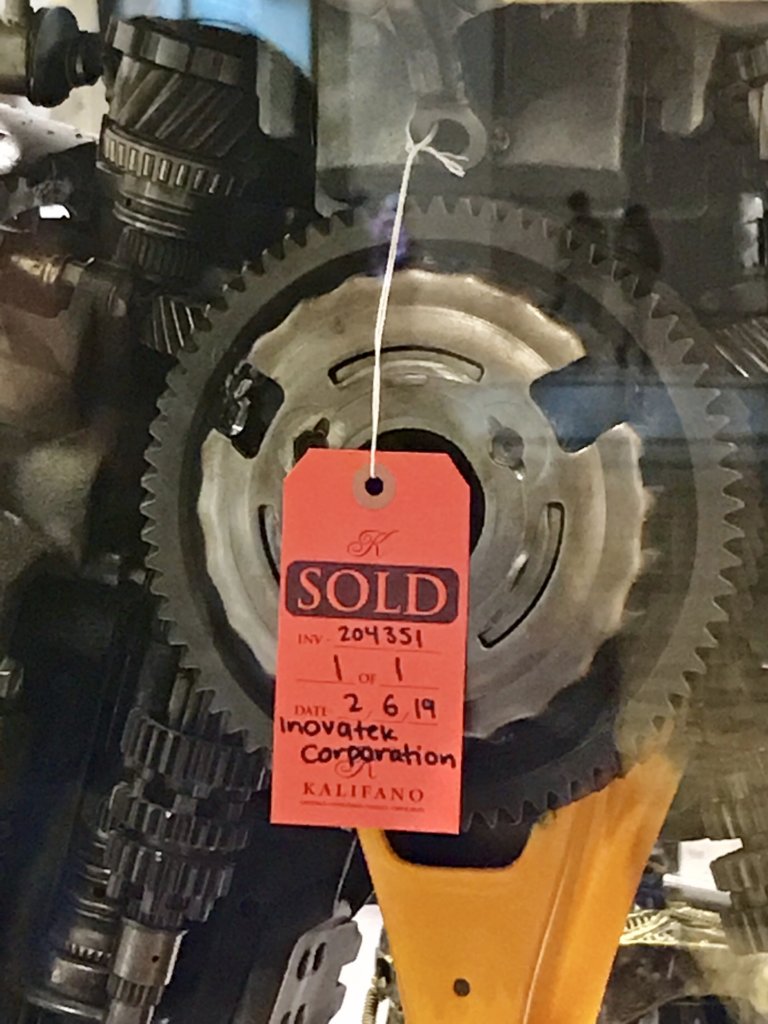 K
SOLD
INV- 204351
1 OF 1
DATE 2, 6, 19
Inovatek
Corporation
K
KALIFANO